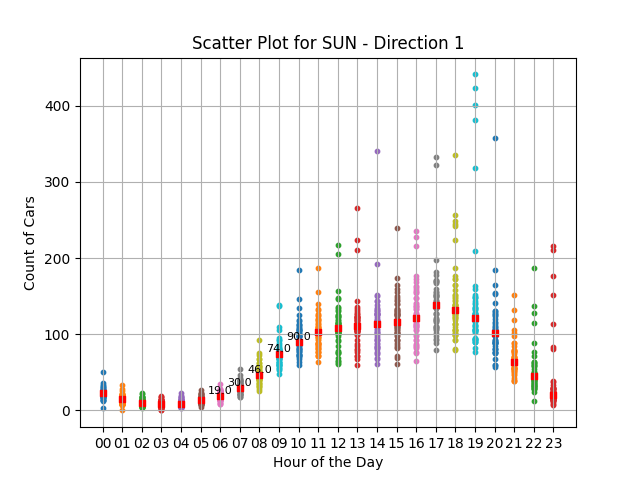 Scatter Plot for SUN - Direction 1
Count of Cars
400
300
200
100
0
19.0
30.0
46.0
74.0
90.0
00 01 02 03 04 05 06 07 08 09 10 11 12 13 14 15 16 17 18 19 20 21 22 23
Hour of the Day